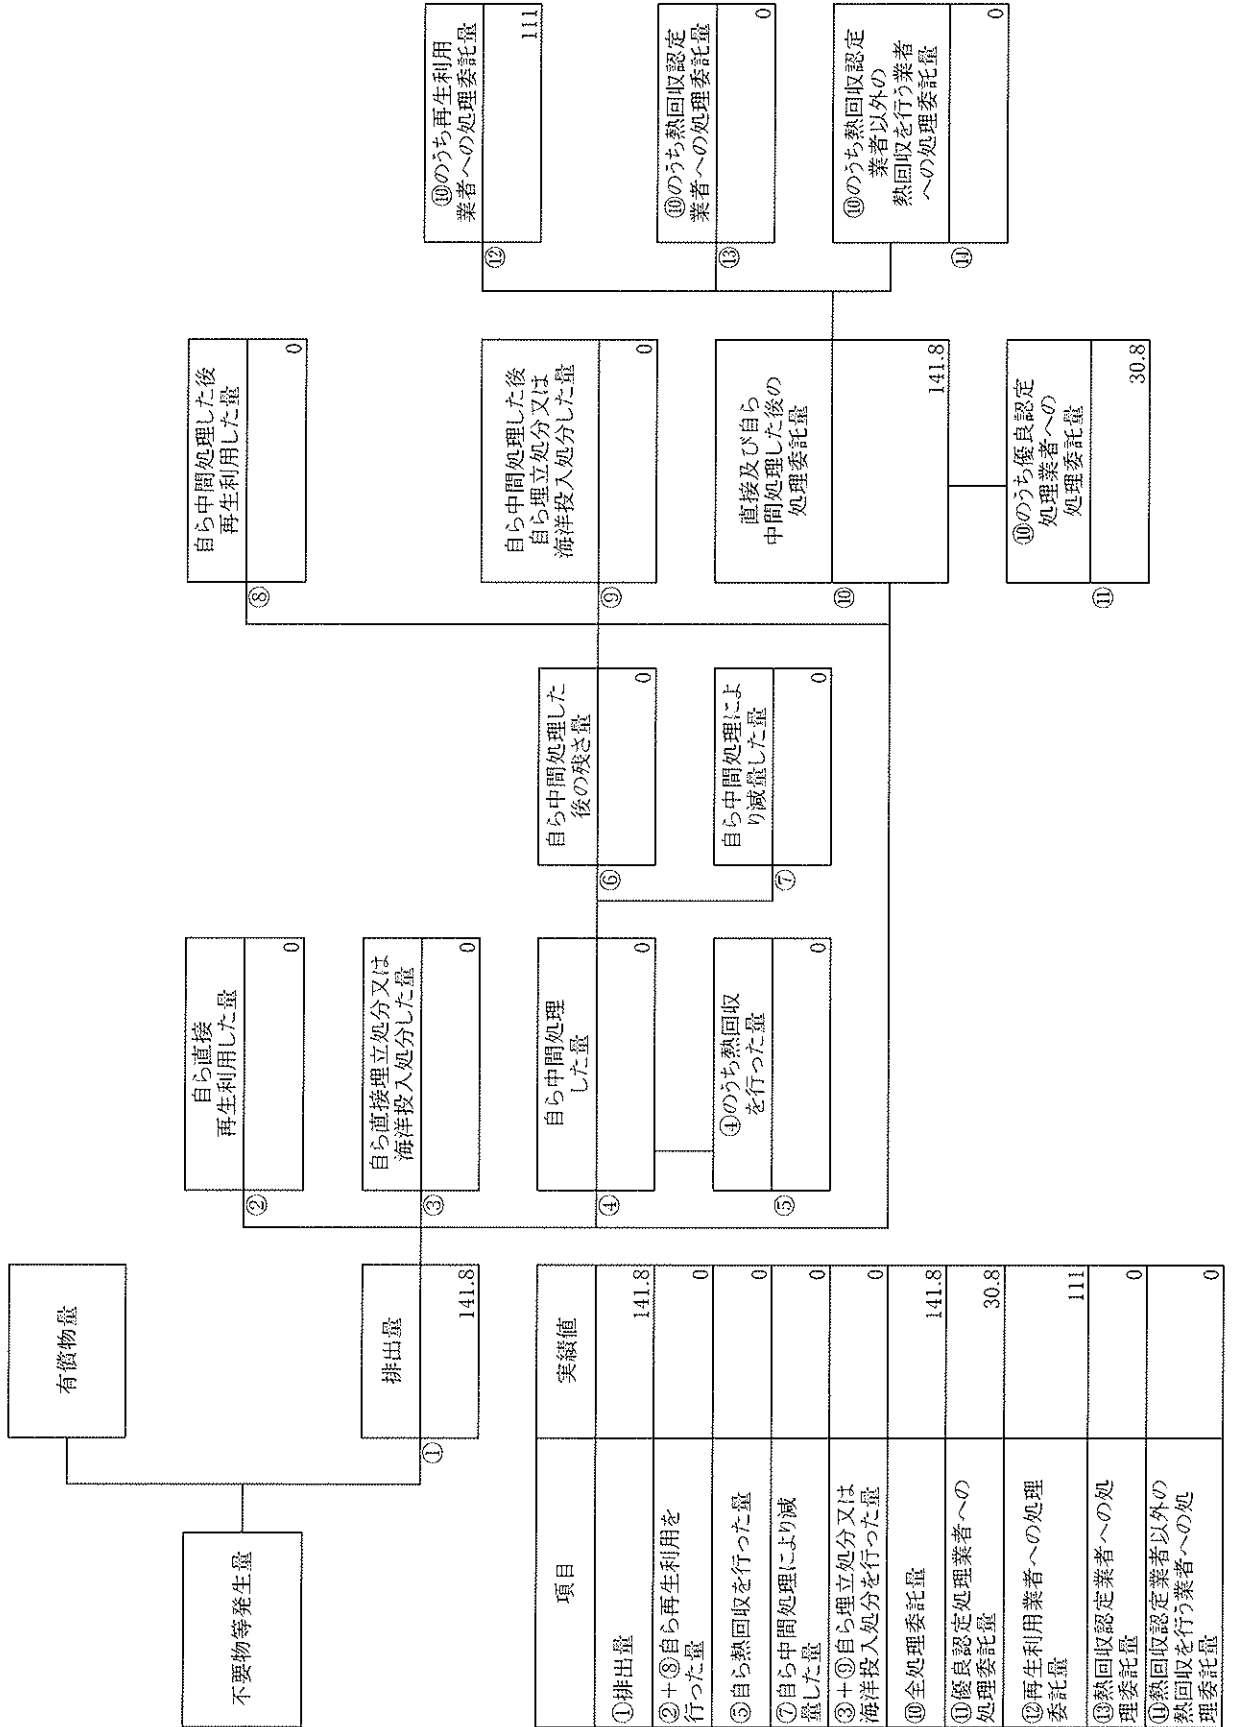 不要物等発生量
有償物量
①
排出量
141.8
②
自ら直接
再生利用した量
0
③
自ら直接埋立処分又は
海洋投入処分した量
0
④
自ら中間処理
した量
0
⑤
④のうち熱回収
を行った量
0
⑥
自ら中間処理した
後の残さ量
0
⑦
自ら中間処理によ
り減量した量
0
⑧
自ら中間処理した後
再生利用した量
0
⑨
自ら中間処理した後
自ら埋立処分又は
海洋投入処分した量
0
⑩
直接及び自ら
中間処理した後の
処理委託量
141.8
⑪
⑩のうち優良認定
処理業者への
処理委託量
30.8
⑫
⑩のうち再生利用
業者への処理委託量
111
⑬
⑩のうち熱回収認定
業者への処理委託量
0
⑭
⑩のうち熱回収認定
業者以外の
熱回収を行う業者
への処理委託量
0
項目
実績値
①排出量
141.8
②+⑧自ら再生利用を
行った量
0
⑤自ら熱回収を行った量
0
⑦自ら中間処理により減
量した量
0
③+⑨自ら埋立処分又は
海洋投入処分を行った量
0
⑩全処理委託量
141.8
⑪優良認定処理業者への
処理委託量
30.8
⑫再生利用業者への処理
委託量
111
⑬熱回収認定業者への処
理委託量
0
⑭熱回収認定業者以外の
熱回収を行う業者への処
理委託量
0